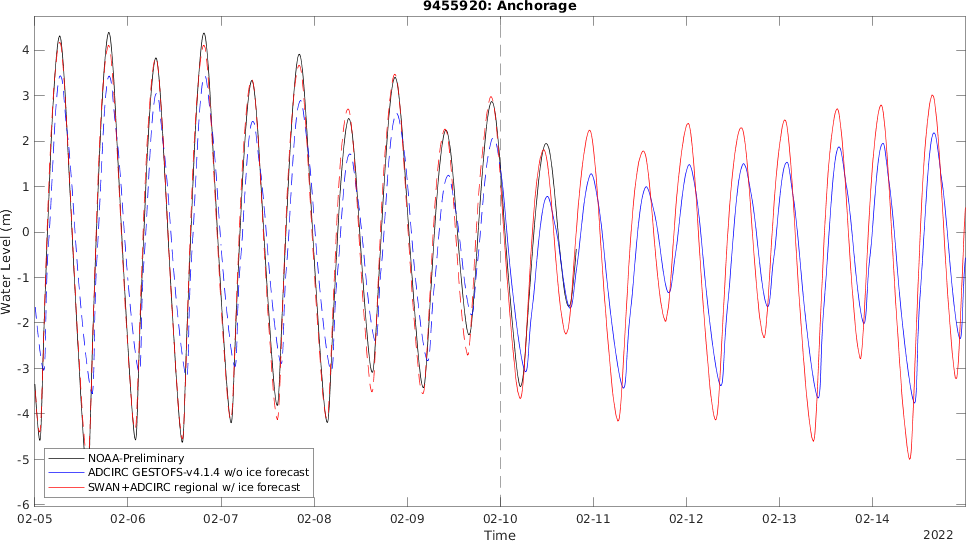 9455920: Anchorage
Water Level (m)
4
3
2
1
0
-1
-2
-3
-4
-5
-6
NOAA-Preliminary
ADCIRC GESTOFS-v4.1.4 w/o ice forecast
SWAN+ADCIRC regional w/ ice forecast
02-05 02-06 02-07 02-08 02-09 02-10 02-11 02-12 02-13 02-14
Time
2022